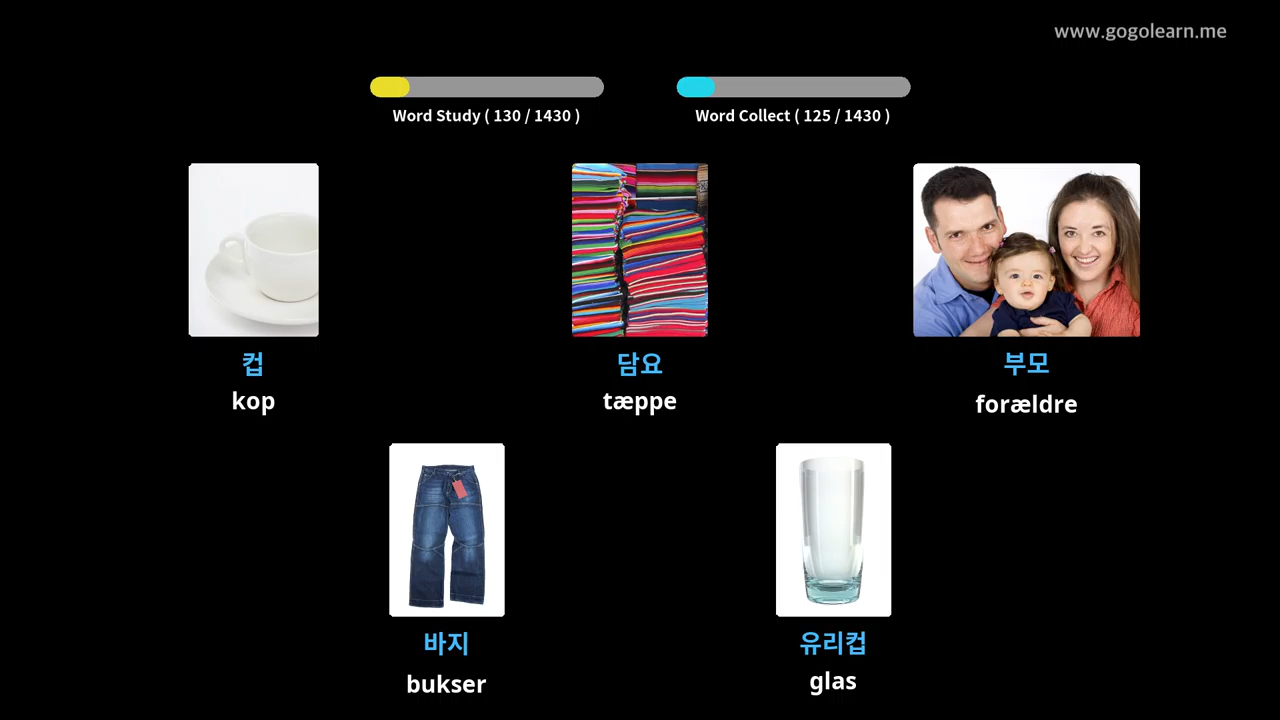 www.gogolearn.me
Word Study ( 130 / 1430 )
Word Collect ( 125 / 1430 )
컵
kop
담요
tæppe
부모
forældre
바지
bukser
유리컵
glas